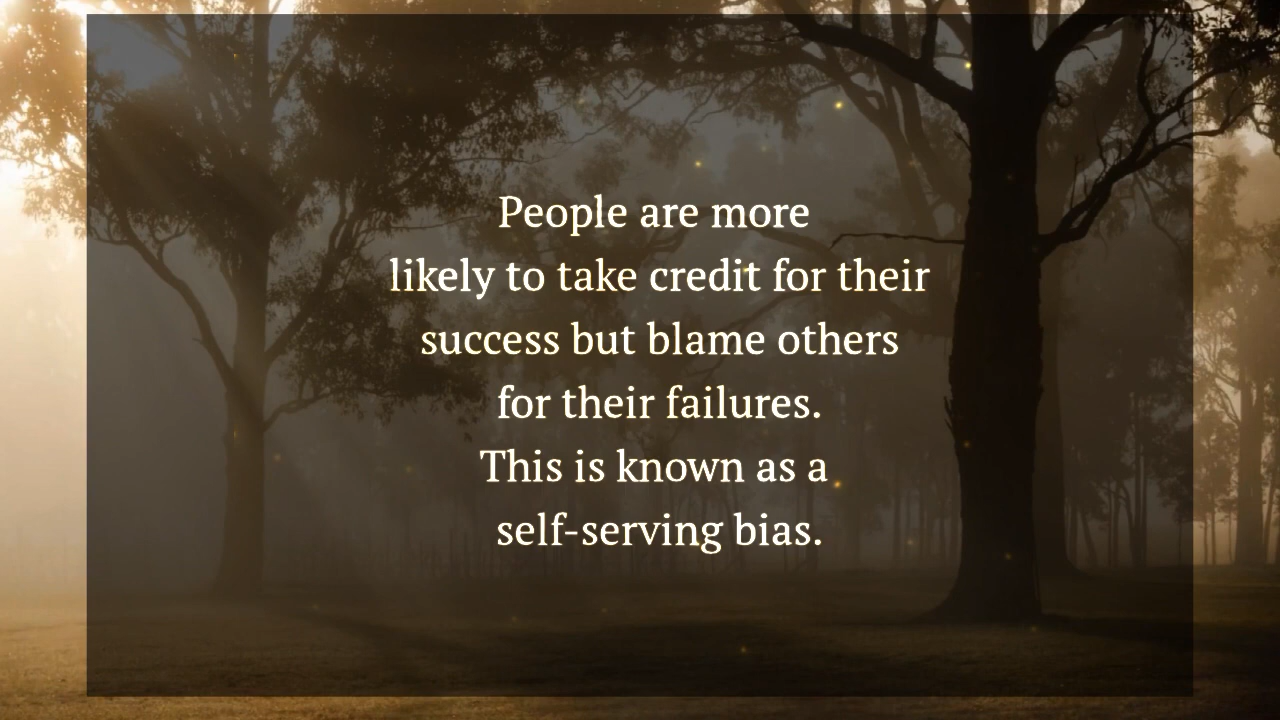 People are more
likely to take credit for their
success but blame others
for their failures.
This is known as a
self-serving bias.